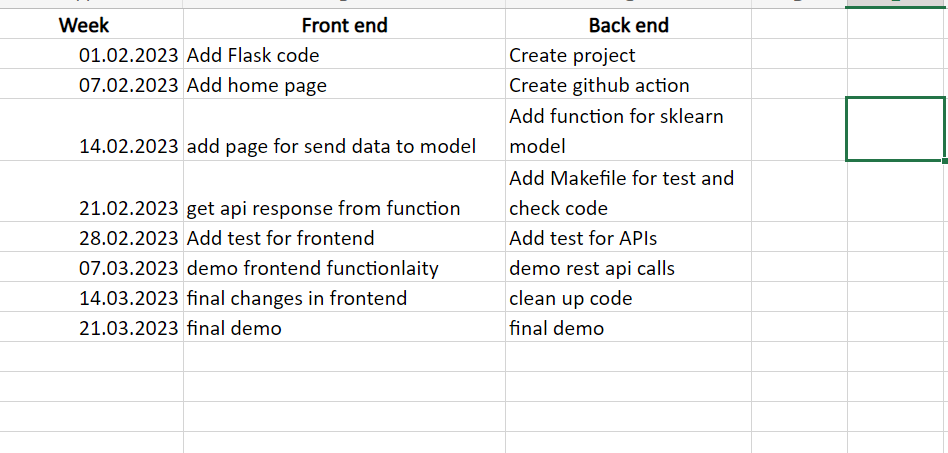 Week Front end Back end
01.02.2023 Add Flask code Create project
07.02.2023 Add home page Create github action
Add function for sklearn
14.02.2023 add page for send data to model model
Add Makefile for test and
21.02.2023 get api response from function check code
28.02.2023 Add test for frontend Add test for APIs
07.03.2023 demo frontend functionlaity demo rest api calls
14.03.2023 final changes in frontend clean up code
21.03.2023 final demo final demo